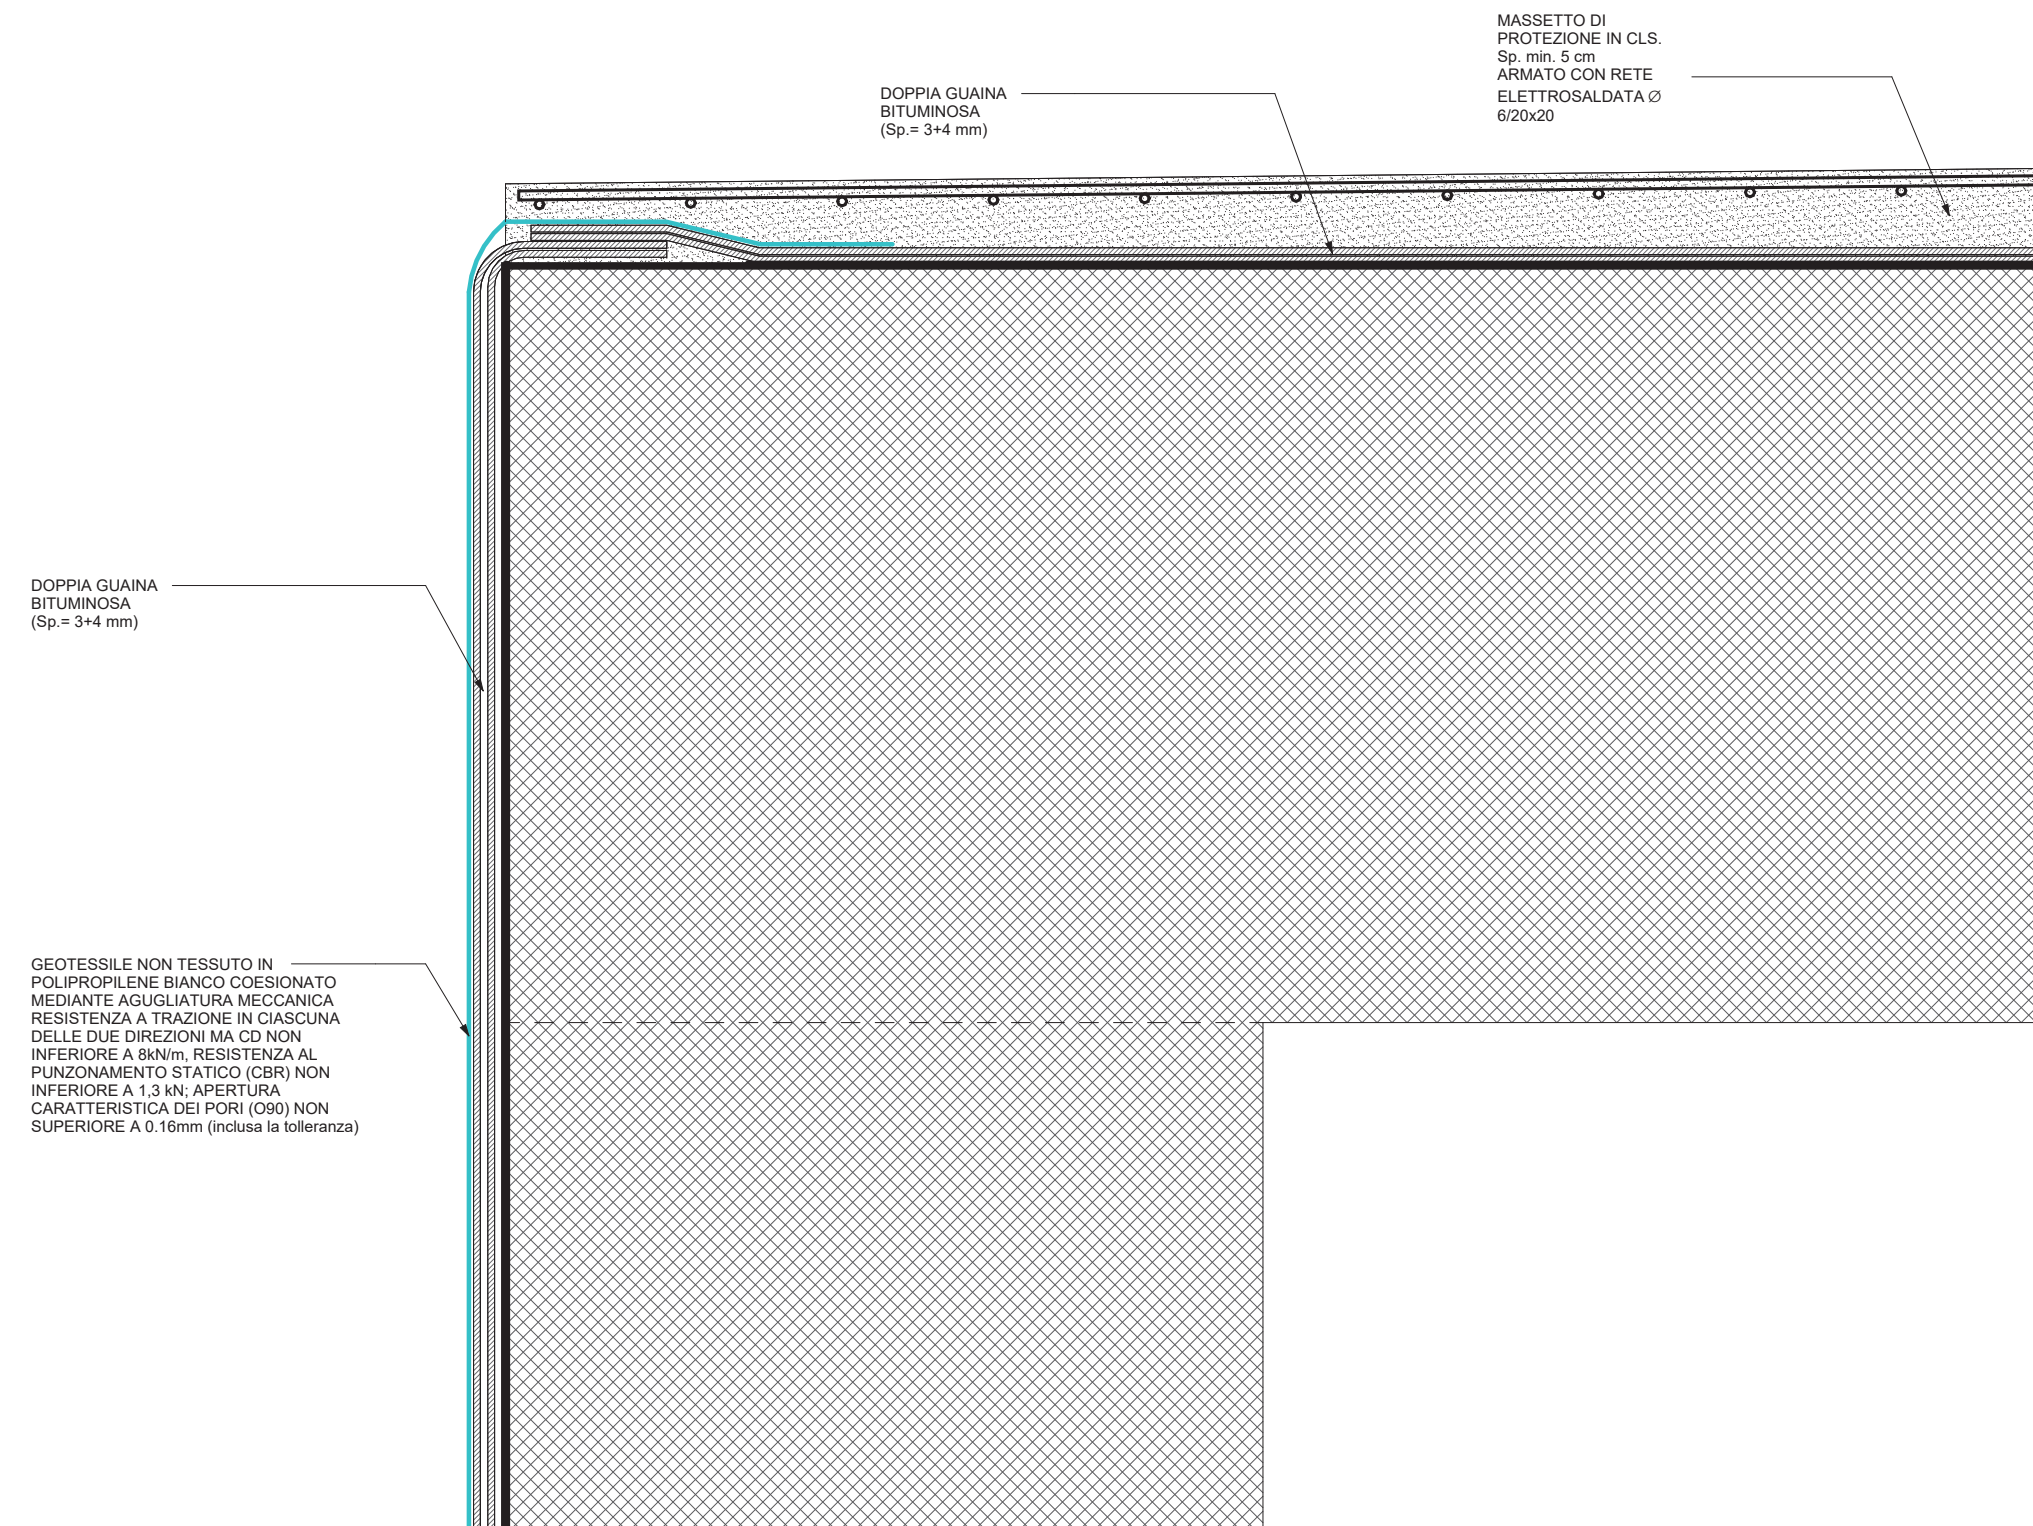 MASSETTO DI
PROTEZIONE IN CLS.
Sp. min. 5 cm
ARMATO CON RETE
ELETTROSALDATA Ø
6/20x20
DOPPIA GUAINA
BITUMINOSA
(Sp.= 3+4 mm)
DOPPIA GUAINA
BITUMINOSA
(Sp.= 3+4 mm)
GEOTESSILE NON TESSUTO IN
POLIPROPILENE BIANCO COESIONATO
MEDIANTE AGUGLIATURA MECCANICA
RESISTENZA A TRAZIONE IN CIASCUNA
DELLE DUE DIREZIONI MA CD NON
INFERIORE A 8kN/m, RESISTENZA AL
PUNZONAMENTO STATICO (CBR) NON
INFERIORE A 1,3 kN; APERTURA
CARATTERISTICA DEI PORI (O90) NON
SUPERIORE A 0.16mm (inclusa la tolleranza)